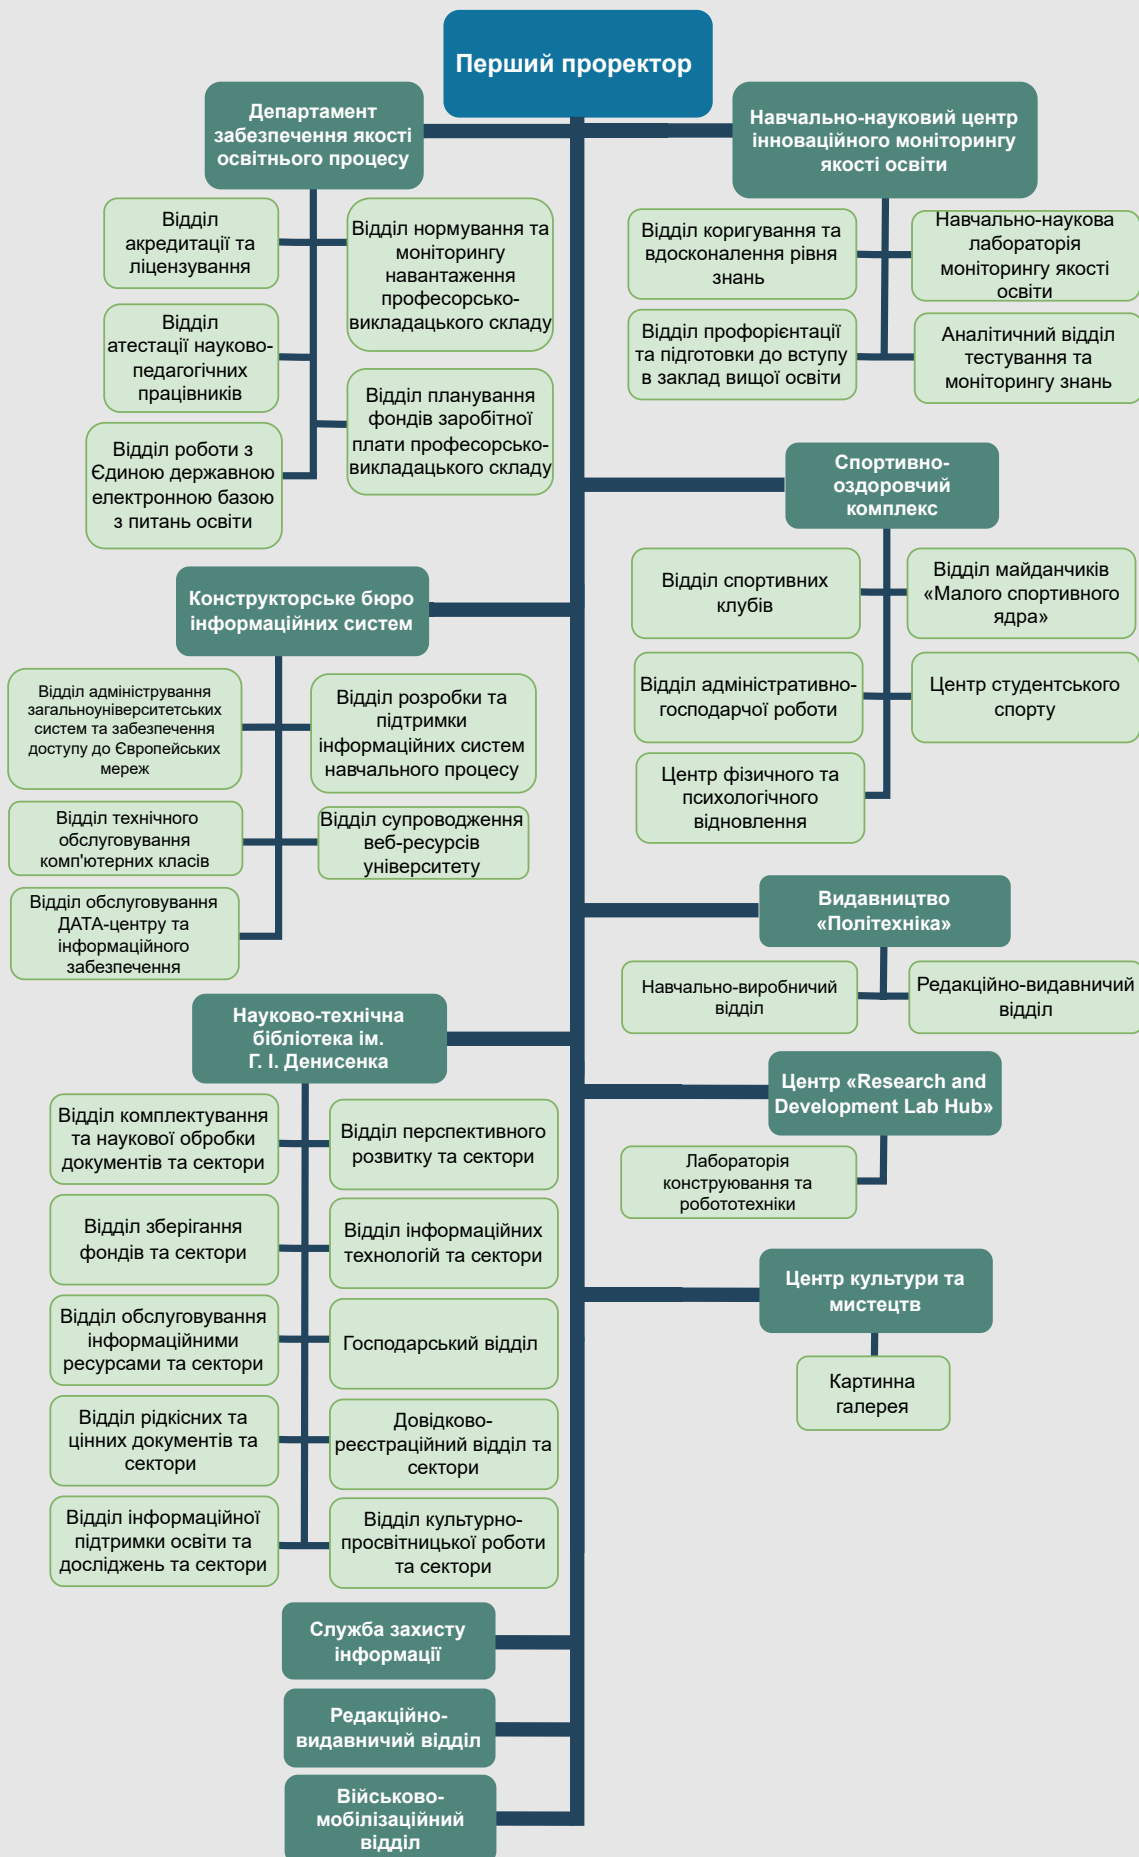 Перший проректор
Департамент
забезпечення якості
освітнього процесу
Відділ
акредитації та
ліцензування
Відділ нормування та
моніторингу
навантаження
професорсько-
викладацького складу
Відділ
атестації науково-
педагогічних
працівників
Відділ планування
фондів заробітної
плати професорсько-
викладацького складу
Відділ роботи з
Єдиною державною
електронною базою
з питань освіти
Навчально-науковий центр
інноваційного моніторингу
якості освіти
Відділ коригування та
вдосконалення рівня
знань
Навчально-наукова
лабораторія
моніторингу якості
освіти
Відділ профорієнтації
та підготовки до вступу
в заклад вищої освіти
Аналітичний відділ
тестування та
моніторингу знань
Спортивно-
оздоровчий
комплекс
Відділ спортивних
клубів
Відділ майданчиків
«Малого спортивного
ядра»
Відділ адміністративно-
господарчої роботи
Центр студентського
спорту
Центр фізичного та
психологічного
відновлення
Конструкторське бюро
інформаційних систем
Відділ адміністрування
загальноуніверситетських
систем та забезпечення
доступу до Європейських
мереж
Відділ розробки та
підтримки
інформаційних систем
навчального процесу
Відділ технічного
обслуговування
комп'ютерних класів
Відділ супроводження
веб-ресурсів
університету
Відділ обслуговування
ДАТА-центру та
інформаційного
забезпечення
Видавництво
«Політехніка»
Навчально-виробничий
відділ
Редакційно-видавничий
відділ
Науково-технічна
бібліотека ім.
Г. І. Денисенка
Відділ комплектування
та наукової обробки
документів та сектори
Відділ перспективного
розвитку та сектори
Відділ зберігання
фондів та сектори
Відділ інформаційних
технологій та сектори
Відділ обслуговування
інформаційними
ресурсами та сектори
Господарський відділ
Відділ рідкісних та
цінних документів та
сектори
Довідково-
реєстраційний відділ та
сектори
Відділ інформаційної
підтримки освіти та
досліджень та сектори
Відділ культурно-
просвітницької роботи
та сектори
Центр «Research and
Development Lab Hub»
Лабораторія
конструювання та
робототехніки
Центр культури та
мистецтв
Картинна
галерея
Служба захисту
інформації
Редакційно-
видавничий відділ
Військово-
мобілізаційний
відділ